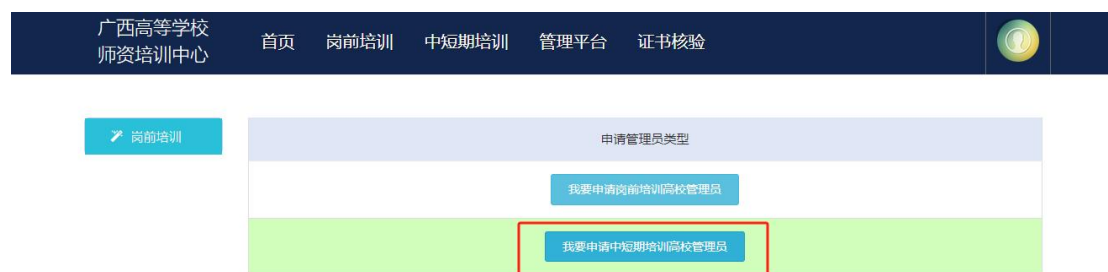 广西高等学校
师资培训中心
首页 岗前培训 中短期培训 管理平台 证书核验
岗前培训
申请管理员类型
我要申请岗前培训高校管理员
我要申请中短期培训高校管理员